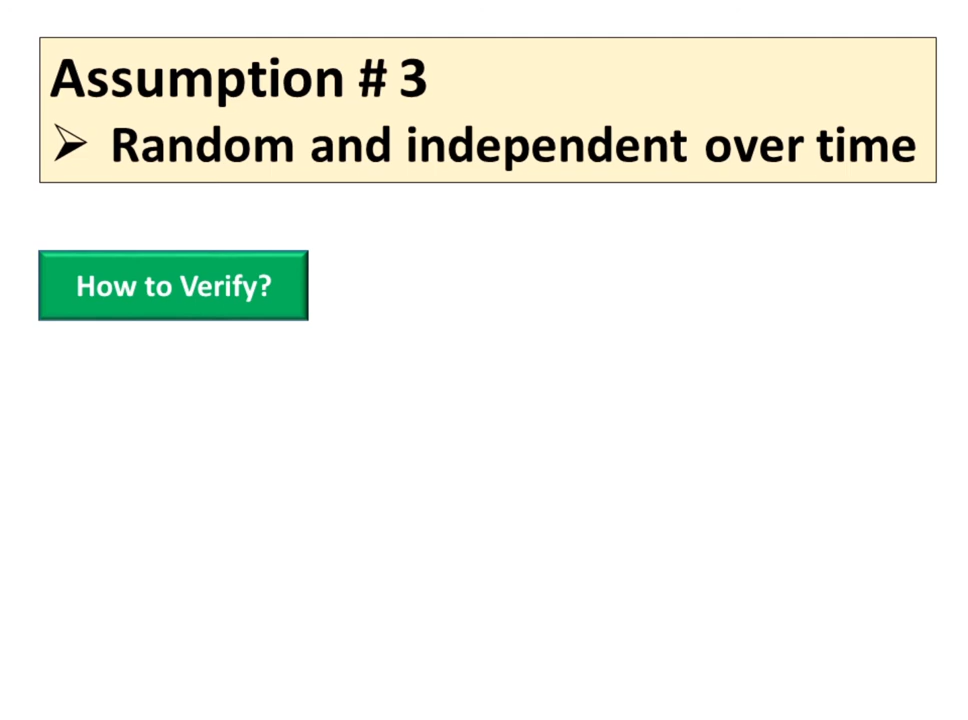 Assumption # 3
➢ Random and independent over time
How to Verify?